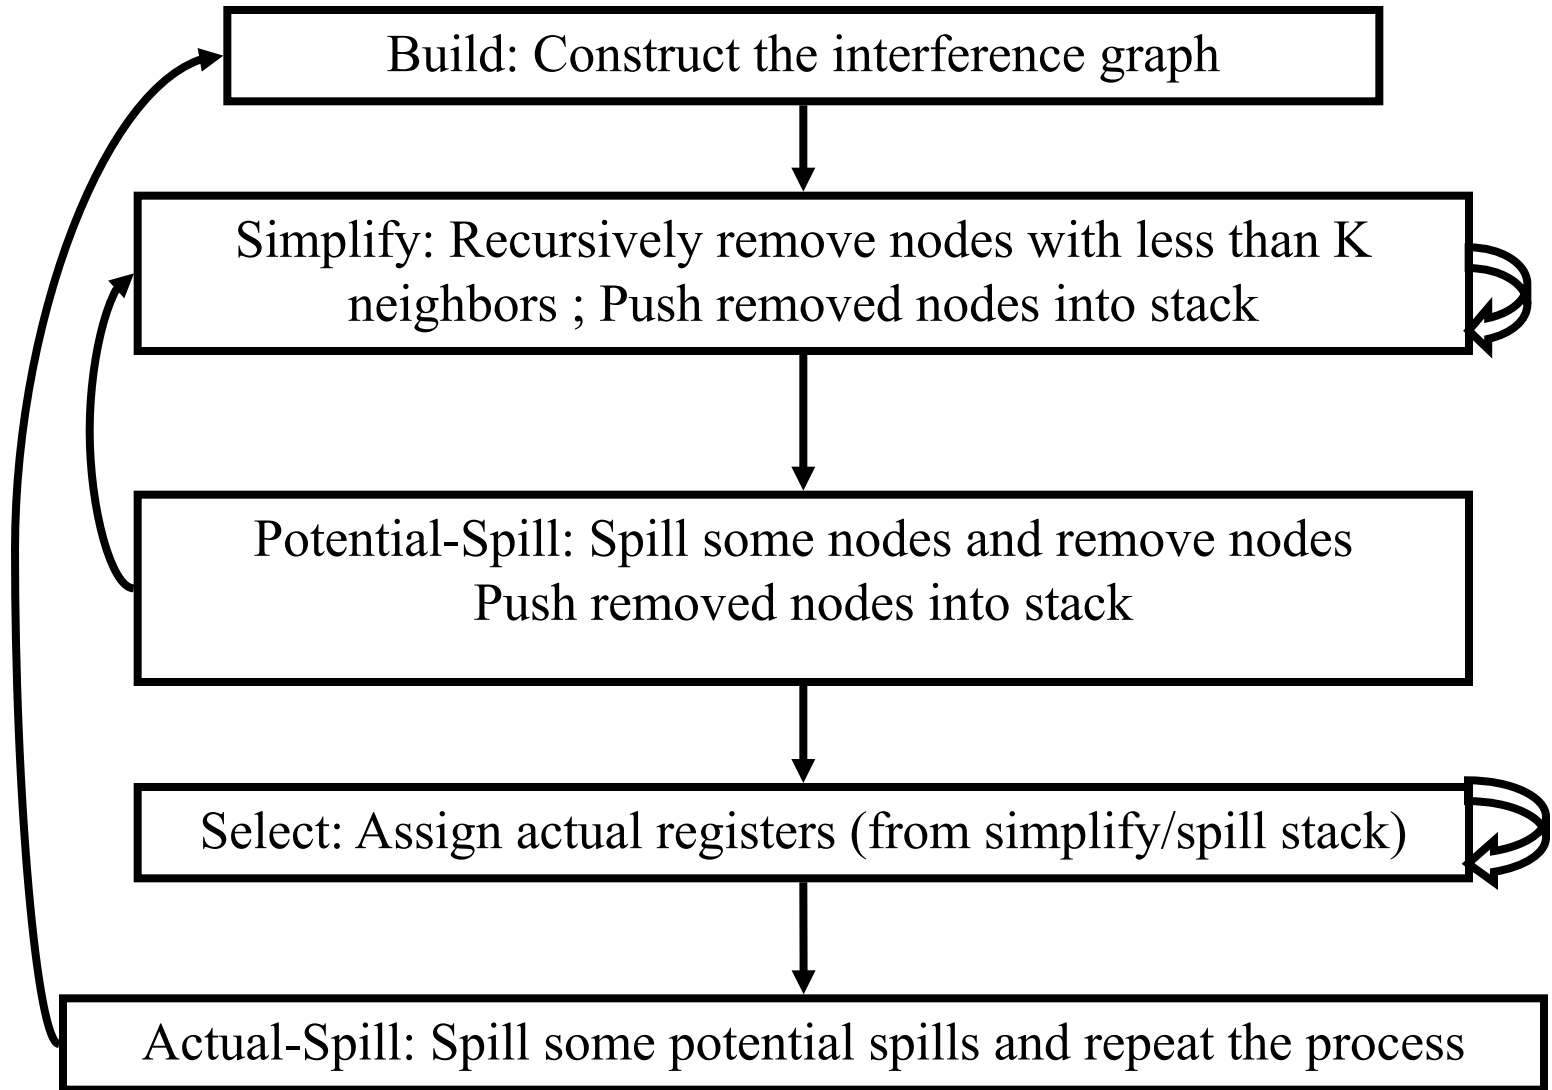 Build: Construct the interference graph
Simplify: Recursively remove nodes with less than K
neighbors ; Push removed nodes into stack
Potential-Spill: Spill some nodes and remove nodes
Push removed nodes into stack
Select: Assign actual registers (from simplify/spill stack)
Actual-Spill: Spill some potential spills and repeat the process